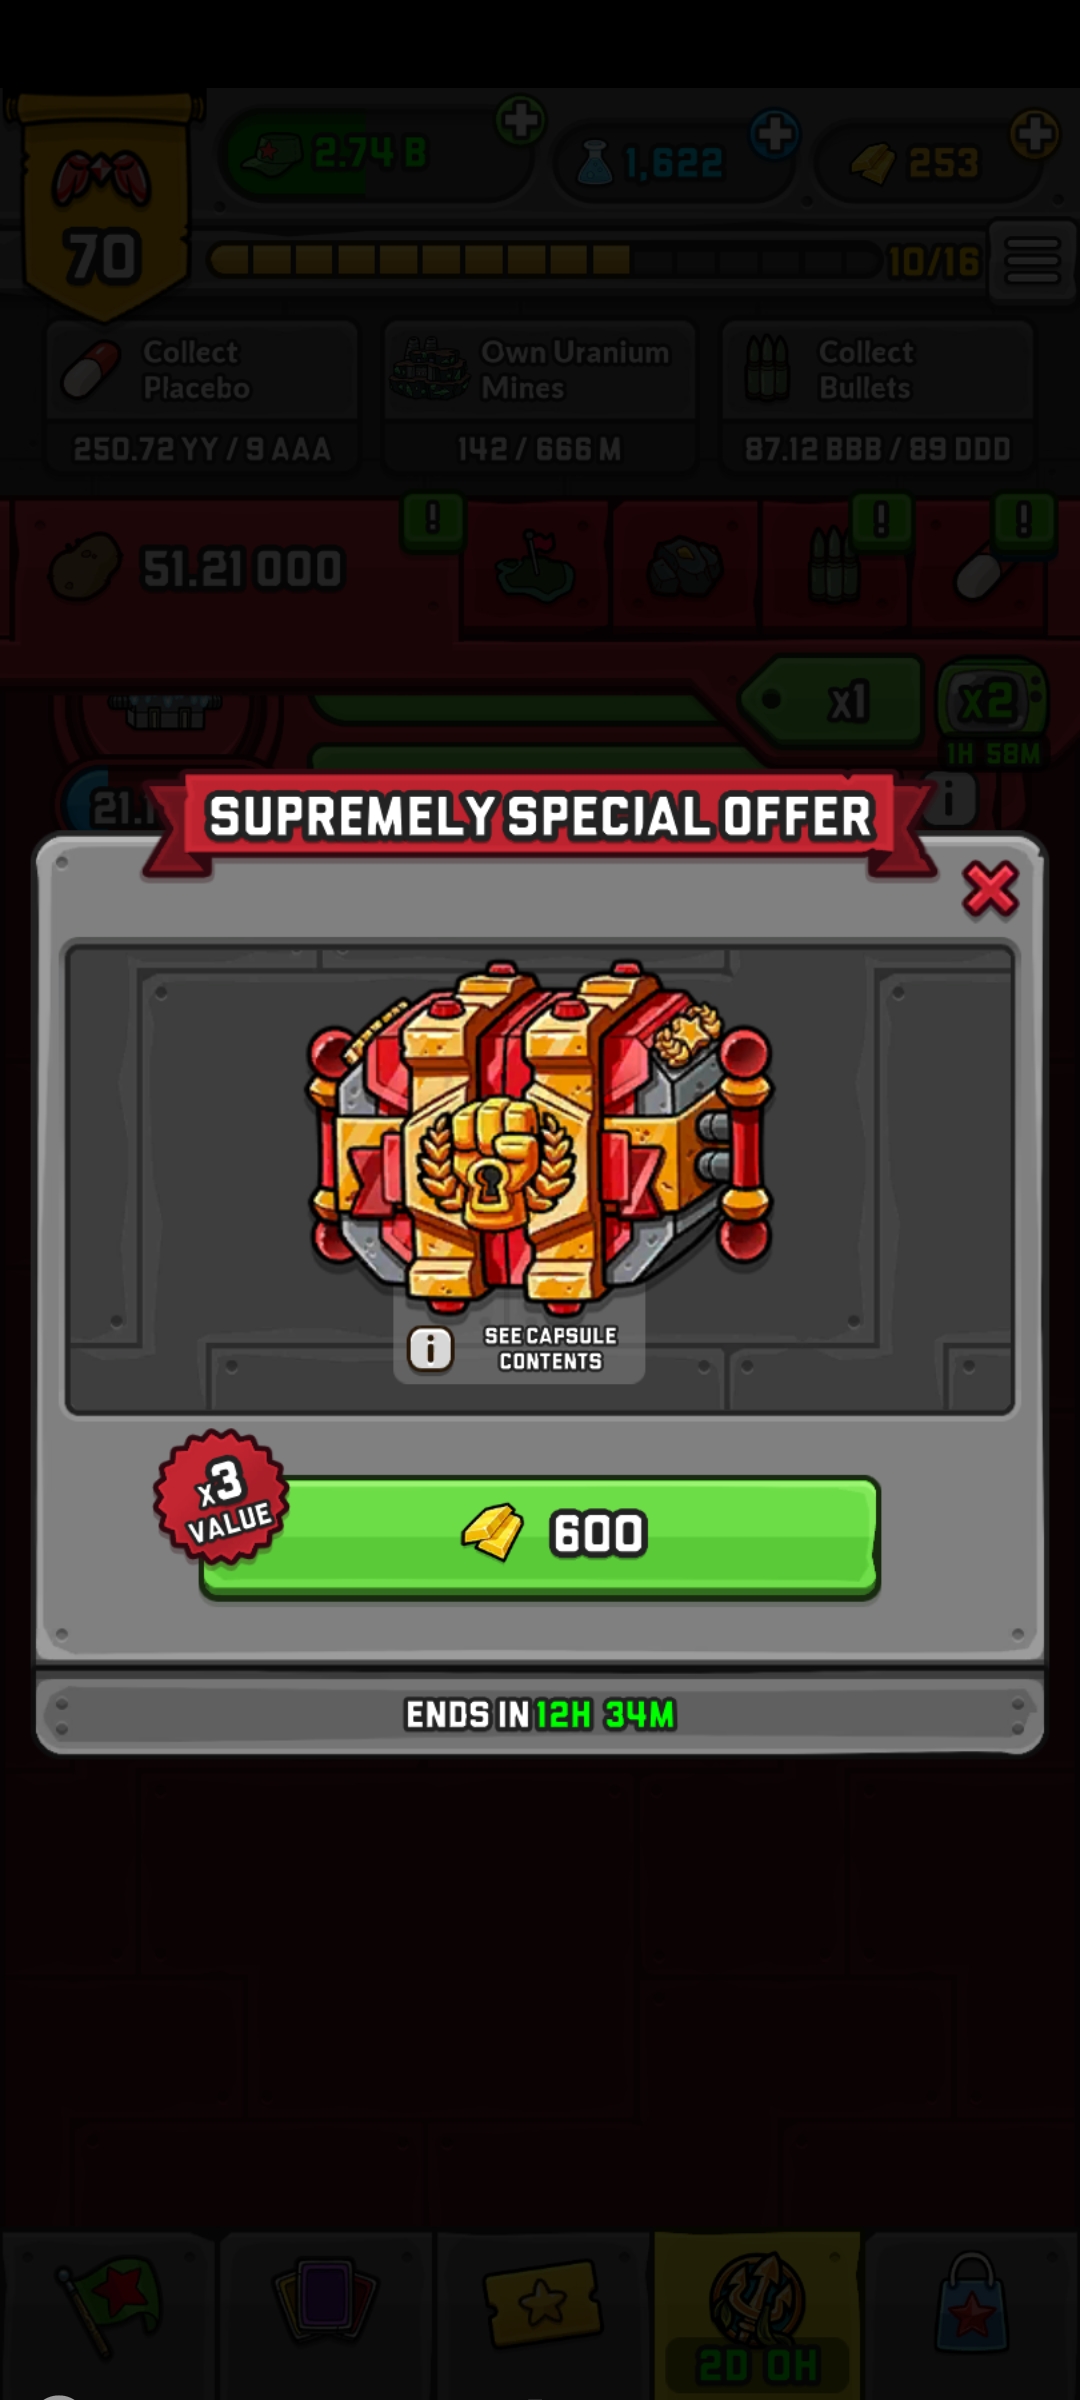 2.74 B
1,622
253
70
10/16
Collect
Placebo
250.72 YY / 9 AAA
Own Uranium
Mines
142 / 666 M
Collect
Bullets
87.12 BBB / 89 DDD
51.21 000
!
!
!
x1
x2
1H 58M
21.1
i
SUPREMELY SPECIAL OFFER
i
SEE CAPSULE
CONTENTS
x3
VALUE
600
ENDS IN 12H 34M
2D 0H